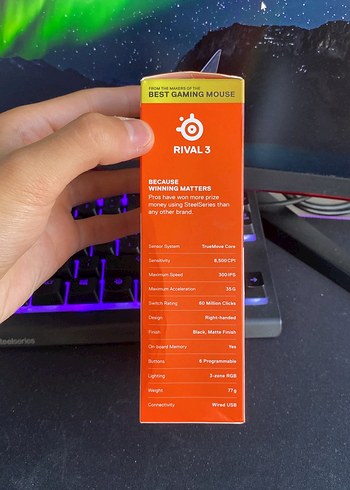 FROM THE MAKERS OF THE
BEST GAMING MOUSE
RIVAL 3
BECAUSE
WINNING MATTERS
Pros have won more prize
money using SteelSeries than
any other brand.
Sensor System TrueMove Core
Sensitivity 8,500 CPI
Maximum Speed 300 IPS
Maximum Acceleration 35 G
Switch Rating 60 Million Clicks
Design Right-handed
Finish Black, Matte Finish
On-board Memory Yes
Buttons 6 Programmable
Lighting 3-zone RGB
Weight 77g
Connectivity Wired USB
steelseries